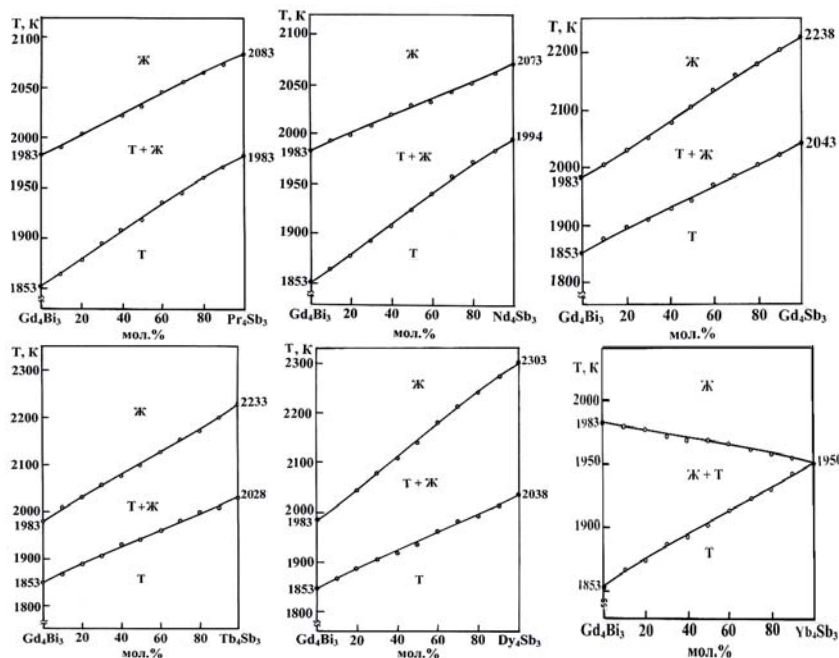 T, К
2100
2083
Ж
2050
2000
1983
Т + Ж
1983
1950
1900
Т
1853
Gd₄Bi₃ 20 40 60 80 Pr₄Sb₃
мол.%
T, К
2100
2073
Ж
2050
2000
1983
Т + Ж
1994
1950
1900
Т
1853
Gd₄Bi₃ 20 40 60 80 Nd₄Sb₃
мол.%
T, К
2238
2200
Ж
2100
Т + Ж
2043
2000
1983
1900
Т
1853
1800
Gd₄Bi₃ 20 40 60 80 Gd₄Sb₃
мол.%
T, К
2300
2233
Ж
2200
2100
Т+Ж
2028
2000
1983
1900
1853
Т
1800
Gd₄Bi₃ 20 40 60 80 Tb₄Sb₃
мол.%
T, К
2300
2303
Ж
2200
2100
Т + Ж
2038
2000
1983
1900
1853
Т
1800
Gd₄Bi₃ 20 40 60 80 Dy₄Sb₃
мол.%
T, К
Ж
2000
1983
1950
1950
Ж + Т
1900
Т
1853
Gd₄Bi₃ 20 40 60 80 Yb₄Sb₃
мол.%